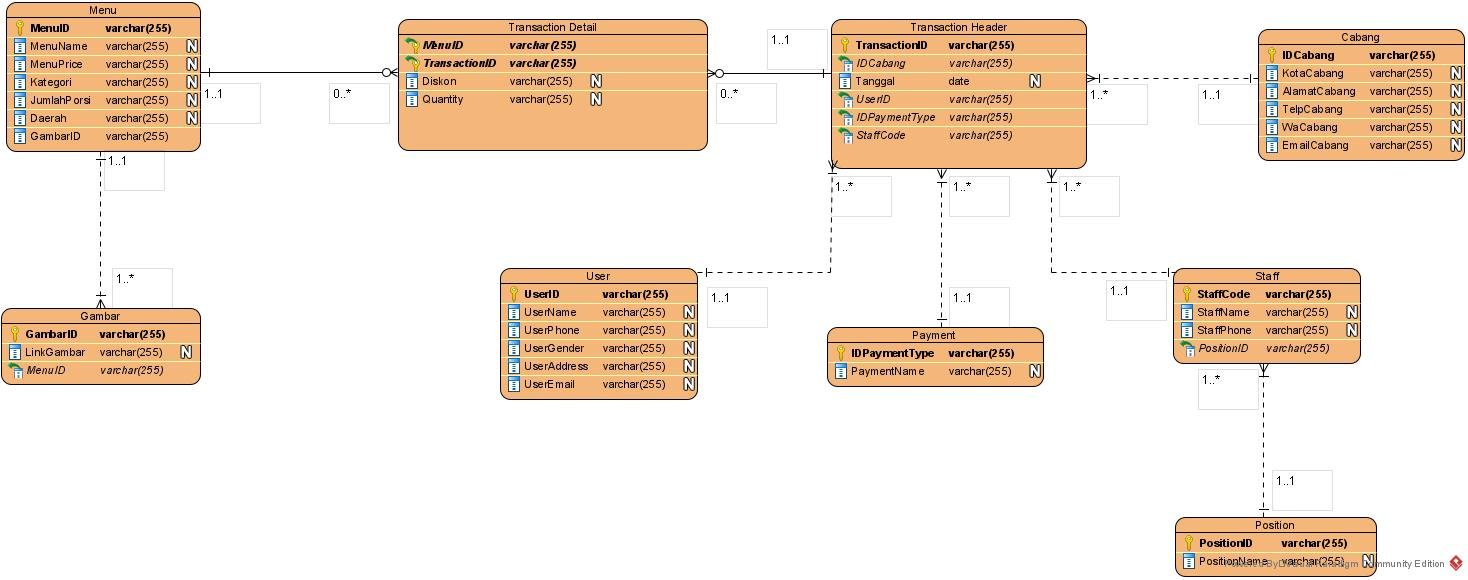 Menu
MenuID varchar(255)
MenuName varchar(255) N
MenuPrice varchar(255) N
Kategori varchar(255) N
JumlahPorsi varchar(255) N
Daerah varchar(255) N
GambarID varchar(255)
1..1
0..*
Transaction Detail
MenuID varchar(255)
TransactionID varchar(255)
Diskon varchar(255) N
Quantity varchar(255) N
0..*
1..1
Transaction Header
TransactionID varchar(255)
IDCabang varchar(255)
Tanggal date N
UserID varchar(255)
IDPaymentType varchar(255)
StaffCode varchar(255)
1..*
1..1
Cabang
IDCabang varchar(255)
KotaCabang varchar(255) N
AlamatCabang varchar(255) N
TelpCabang varchar(255) N
WaCabang varchar(255) N
EmailCabang varchar(255) N
1..1
1..*
Gambar
GambarID varchar(255)
LinkGambar varchar(255) N
MenuID varchar(255)
1..*
1..*
1..*
User
UserID varchar(255)
UserName varchar(255) N
UserPhone varchar(255) N
UserGender varchar(255) N
UserAddress varchar(255) N
UserEmail varchar(255) N
1..1
1..1
Payment
IDPaymentType varchar(255)
PaymentName varchar(255) N
1..1
Staff
StaffCode varchar(255)
StaffName varchar(255) N
StaffPhone varchar(255) N
PositionID varchar(255)
1..*
1..1
Position
PositionID varchar(255)
PositionName varchar(255) N
Powered By Visual Paradigm Community Edition